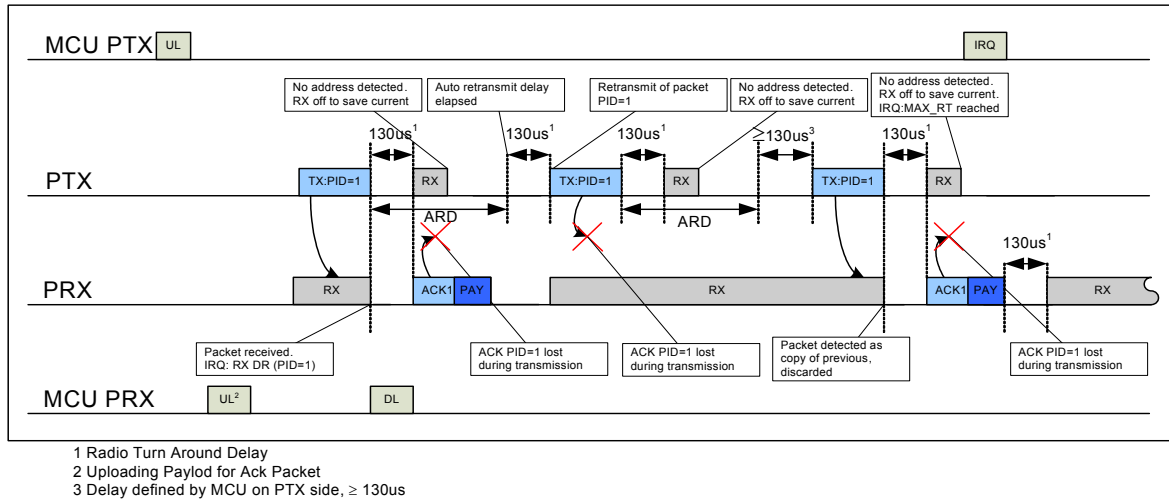 MCU PTX
UL
IRQ
No address detected.
RX off to save current
Auto retransmit delay
elapsed
Retransmit of packet
PID=1
No address detected.
RX off to save current
No address detected.
RX off to save current.
IRQ:MAX_RT reached
130us1
130us1
130us1
≥130us3
130us1
PTX
TX:PID=1
RX
TX:PID=1
RX
TX:PID=1
RX
ARD
ARD
130us1
PRX
RX
ACK1
PAY
RX
ACK1
PAY
RX
Packet received.
IRQ: RX DR (PID=1)
ACK PID=1 lost
during transmission
ACK PID=1 lost
during transmission
Packet detected as
copy of previous,
discarded
ACK PID=1 lost
during transmission
MCU PRX
UL2
DL
1 Radio Turn Around Delay
2 Uploading Paylod for Ack Packet
3 Delay defined by MCU on PTX side, ≥ 130us